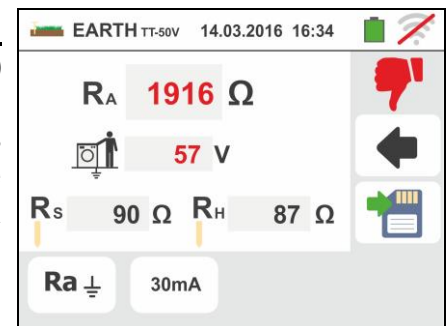 EARTH TT-50V 14.03.2016 16:34
RA 1916 Ω
57 V
RS 90 Ω RH 87 Ω
Ra 30mA